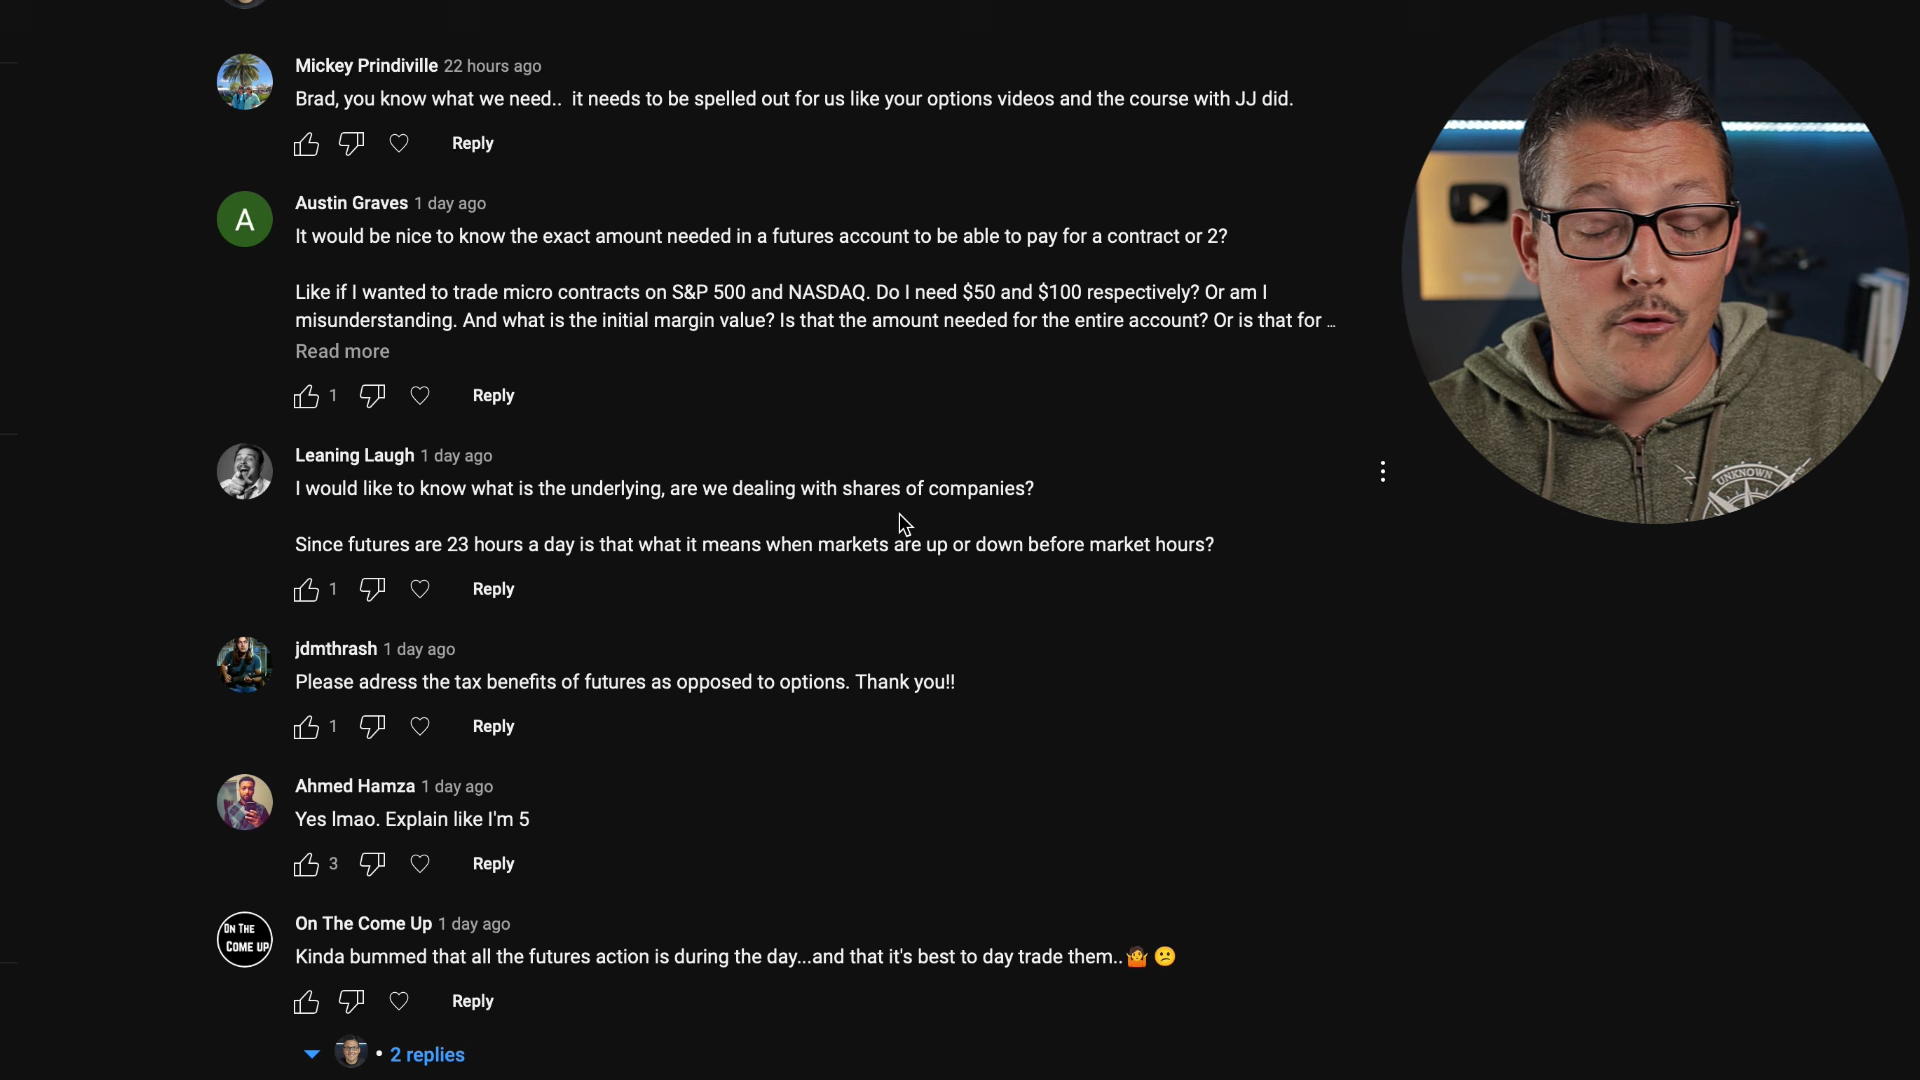 Mickey Prindiville 22 hours ago
Brad, you know what we need.. it needs to be spelled out for us like your options videos and the course with JJ did.
Reply
A
Austin Graves 1 day ago
It would be nice to know the exact amount needed in a futures account to be able to pay for a contract or 2?
Like if I wanted to trade micro contracts on S&P 500 and NASDAQ. Do I need $50 and $100 respectively? Or am I
misunderstanding. And what is the initial margin value? Is that the amount needed for the entire account? Or is that for ...
Read more
1 Reply
Leaning Laugh 1 day ago
I would like to know what is the underlying, are we dealing with shares of companies?
Since futures are 23 hours a day is that what it means when markets are up or down before market hours?
1 Reply
jdmthrash 1 day ago
Please adress the tax benefits of futures as opposed to options. Thank you!!
1 Reply
Ahmed Hamza 1 day ago
Yes lmao. Explain like I'm 5
3 Reply
ON THE
COME UP
On The Come Up 1 day ago
Kinda bummed that all the futures action is during the day...and that it's best to day trade them.. 🤷 😕
Reply
• 2 replies
UNKNOWN